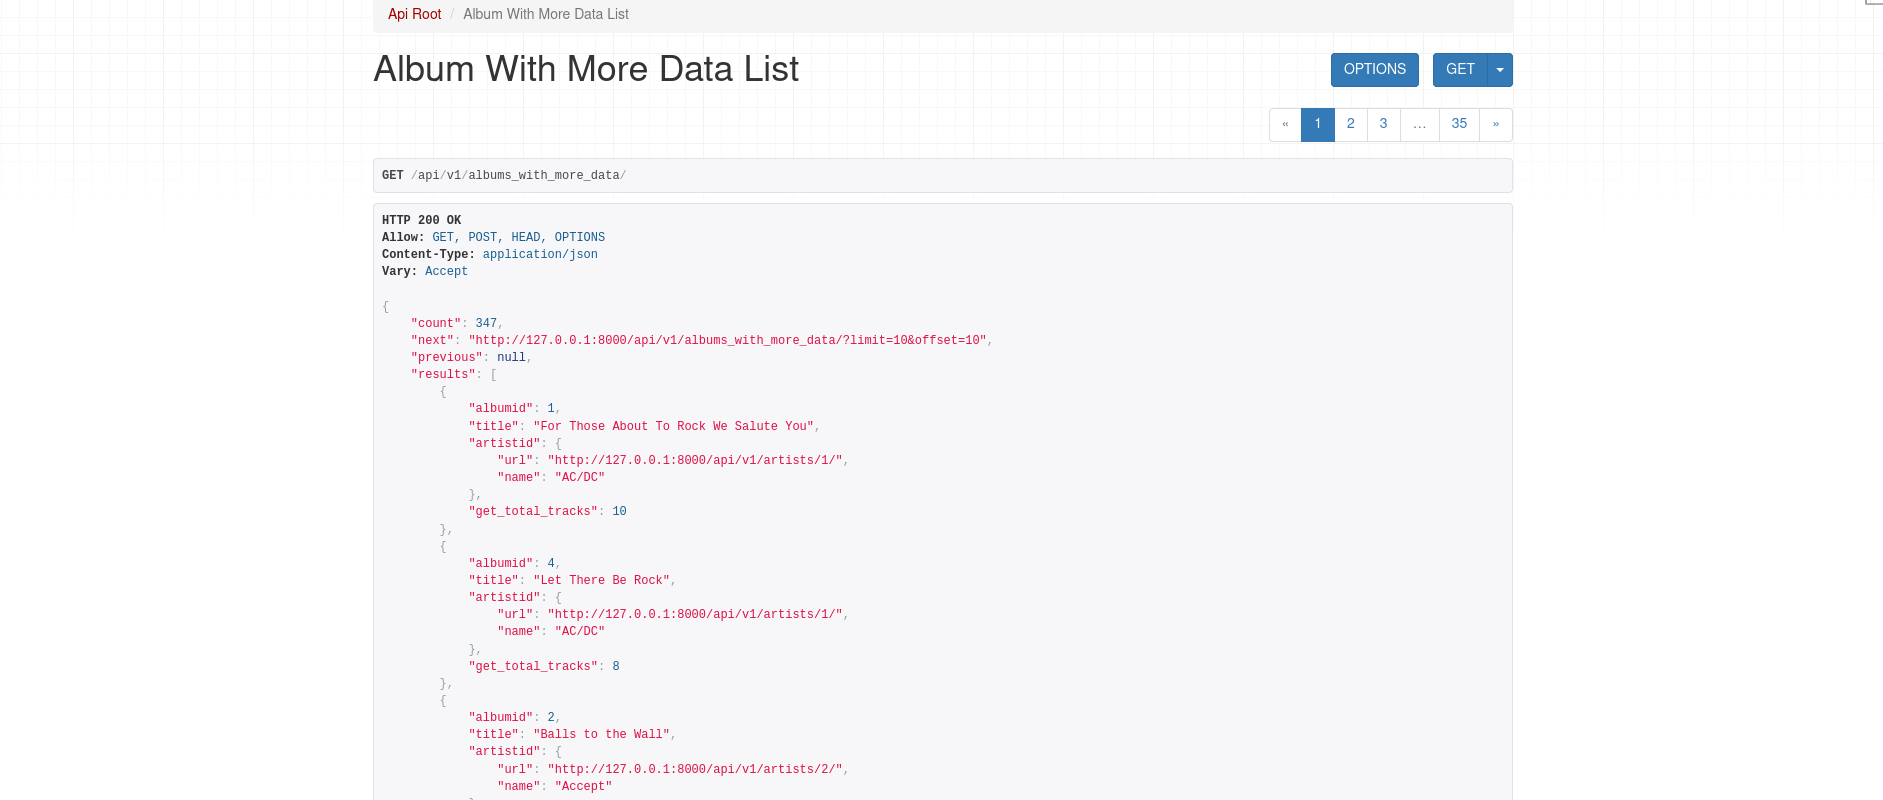 Api Root / Album With More Data List
Album With More Data List
OPTIONS GET
« 1 2 3 … 35 »
GET /api/v1/albums_with_more_data/
HTTP 200 OK
Allow: GET, POST, HEAD, OPTIONS
Content-Type: application/json
Vary: Accept
{
    "count": 347,
    "next": "http://127.0.0.1:8000/api/v1/albums_with_more_data/?limit=10&offset=10",
    "previous": null,
    "results": [
        {
            "albumid": 1,
            "title": "For Those About To Rock We Salute You",
            "artistid": {
                "url": "http://127.0.0.1:8000/api/v1/artists/1/",
                "name": "AC/DC"
            },
            "get_total_tracks": 10
        },
        {
            "albumid": 4,
            "title": "Let There Be Rock",
            "artistid": {
                "url": "http://127.0.0.1:8000/api/v1/artists/1/",
                "name": "AC/DC"
            },
            "get_total_tracks": 8
        },
        {
            "albumid": 2,
            "title": "Balls to the Wall",
            "artistid": {
                "url": "http://127.0.0.1:8000/api/v1/artists/2/",
                "name": "Accept"